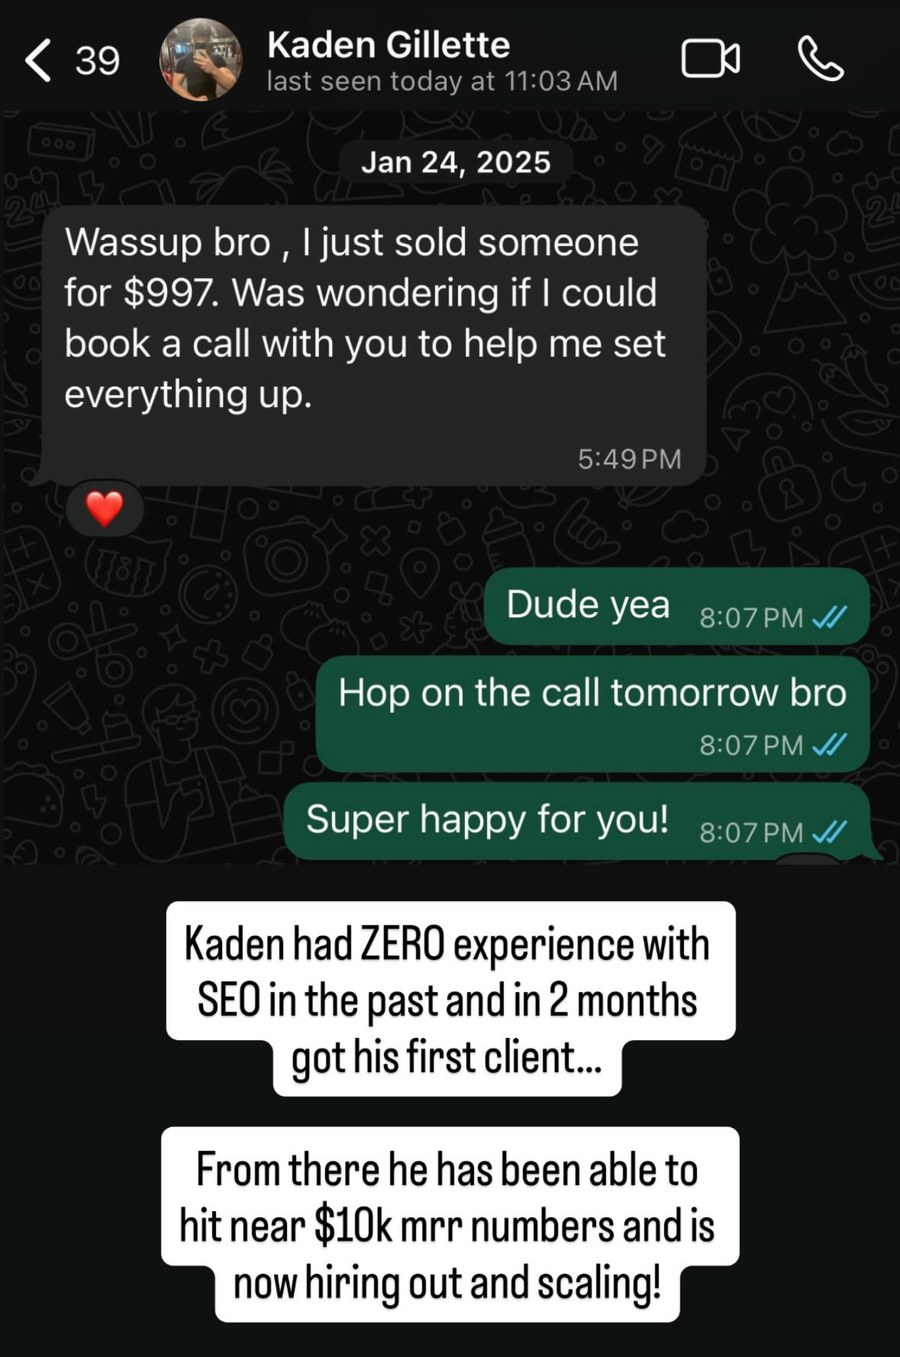 39
Kaden Gillette
last seen today at 11:03 AM
Jan 24, 2025
Wassup bro , I just sold someone
for $997. Was wondering if I could
book a call with you to help me set
everything up.
5:49 PM
Dude yea 8:07 PM
Hop on the call tomorrow bro
8:07 PM
Super happy for you! 8:07 PM
Kaden had ZERO experience with
SEO in the past and in 2 months
got his first client...
From there he has been able to
hit near $10k mrr numbers and is
now hiring out and scaling!